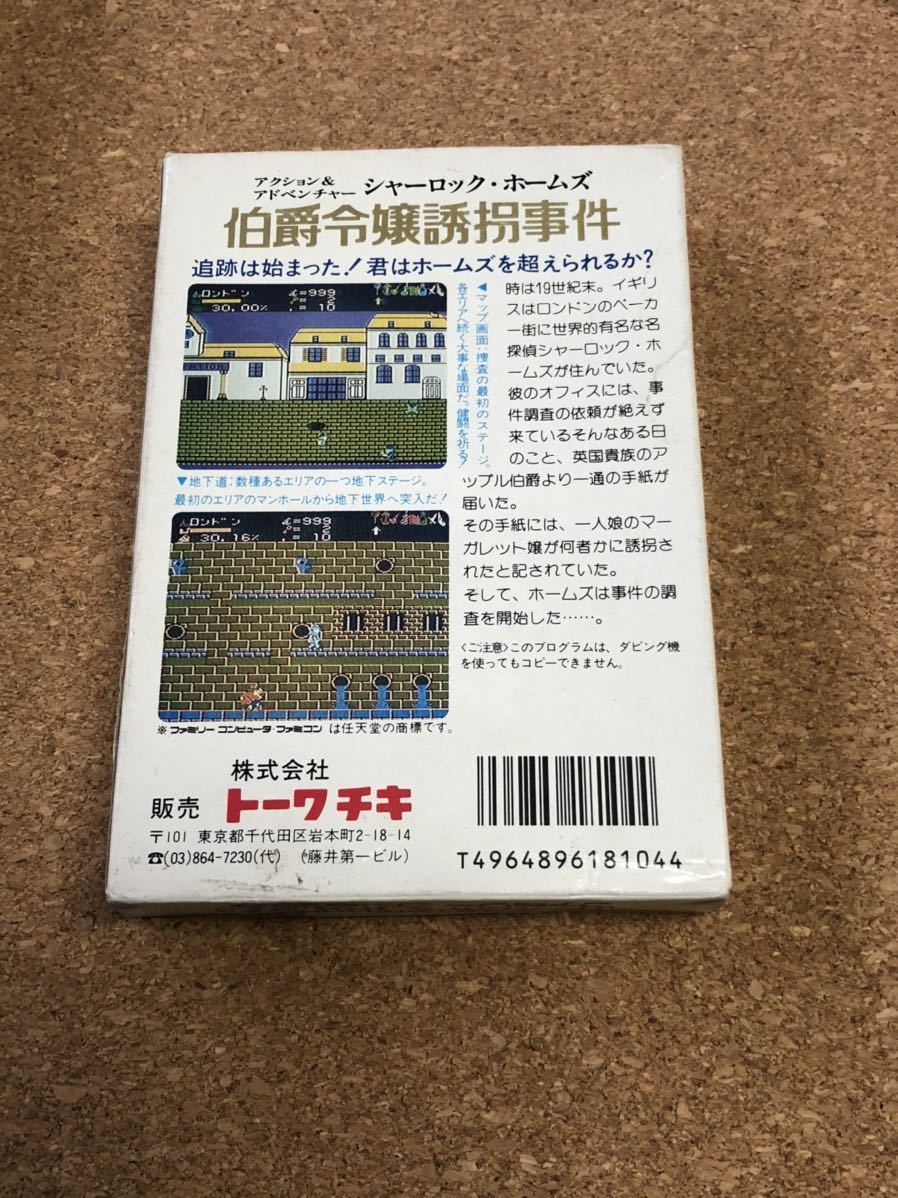 アクション&
アドベンチャー シャーロック・ホームズ
伯爵令嬢誘拐事件
追跡は始まった!君はホームズを超えられるか?
ロンドン =999
= 2
30.00% = 10
◀マップ画面:捜査の最初のステージ。
各エリアへ続く大事な場面だ。健闘を祈る!
時は19世紀末。イギリ
スはロンドンのベーカ
ー街に世界的有名な名
探偵シャーロック・ホ
ームズが住んでいた。
彼のオフィスには、事
件調査の依頼が絶えず
来ているそんなある日
のこと、英国貴族のア
ップル伯爵より一通の手紙が
届いた。
その手紙には、一人娘のマー
ガレット嬢が何者かに誘拐さ
れたと記されていた。
そして、ホームズは事件の調
査を開始した……。
▼地下道:数種あるエリアの一つ地下ステージ。
最初のエリアのマンホールから地下世界へ突入だ!
ロンドン =999
= 2
30.16% = 10
〈ご注意〉このプログラムは、ダビング機
を使ってもコピーできません。
※ファミリーコンピュータ・ファミコンは任天堂の商標です。
株式会社
販売 トーワチキ
〒101 東京都千代田区岩本町2-18-14
☎(03)864-7230(代) (藤井第一ビル)
T4964896181044